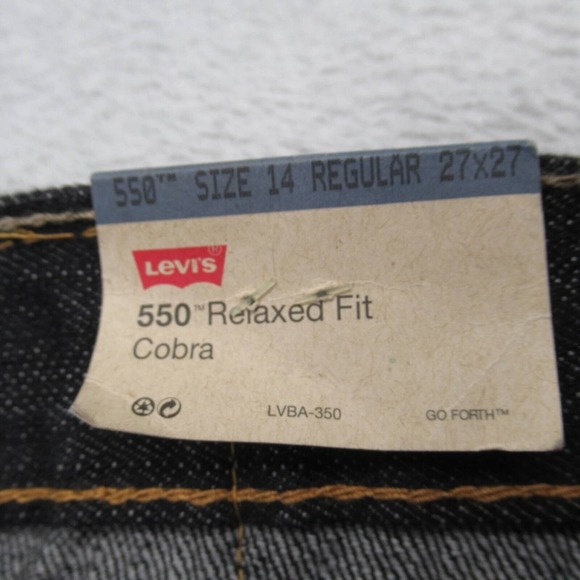 550™ SIZE 14 REGULAR 27X27
LEVI'S®
550™ Relaxed Fit
Cobra
LVBA-350 GO FORTH™